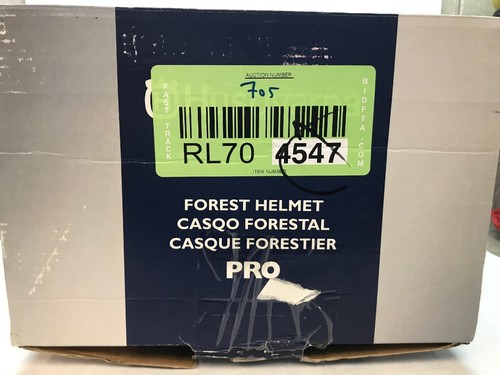 AUCTION NUMBER
705
FAST TRACK
BIDFTA.COM
RL70 4547
ITEM NUMBER
FOREST HELMET
CASQO FORESTAL
CASQUE FORESTIER
PRO